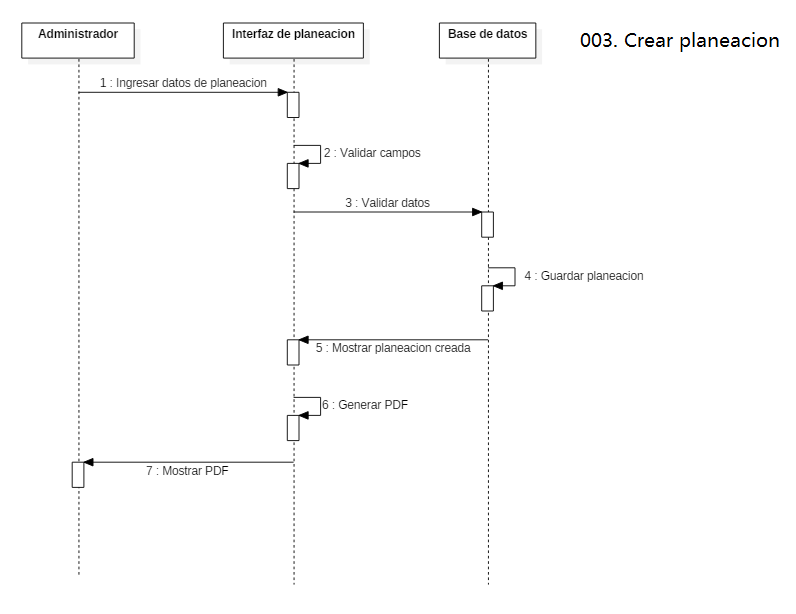 Administrador
Interfaz de planeacion
Base de datos
003. Crear planeacion
1 : Ingresar datos de planeacion
2 : Validar campos
3 : Validar datos
4 : Guardar planeacion
5 : Mostrar planeacion creada
6 : Generar PDF
7 : Mostrar PDF